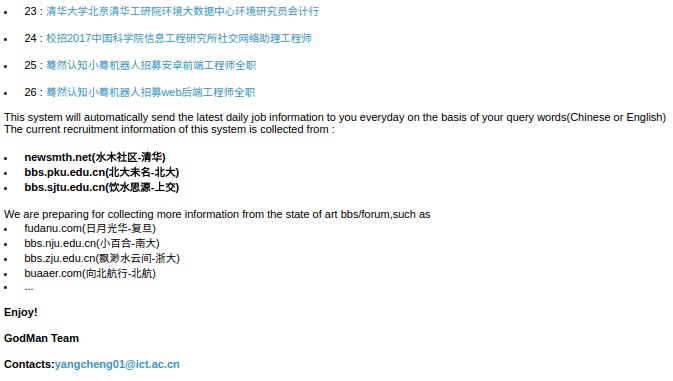 23 : 清华大学北京清华工研院环境大数据中心环境研究员会计行
24 : 校招2017中国科学院信息工程研究所社交网络助理工程师
25 : 蓦然认知小蓦机器人招募安卓前端工程师全职
26 : 蓦然认知小蓦机器人招募web后端工程师全职
This system will automatically send the latest daily job information to you everyday on the basis of your query words(Chinese or English)
The current recruitment information of this system is collected from :
newsmth.net(水木社区-清华)
bbs.pku.edu.cn(北大未名-北大)
bbs.sjtu.edu.cn(饮水思源-上交)
We are preparing for collecting more information from the state of art bbs/forum,such as
fudanu.com(日月光华-复旦)
bbs.nju.edu.cn(小百合-南大)
bbs.zju.edu.cn(飘渺水云间-浙大)
buaaer.com(向北航行-北航)
...
Enjoy!
GodMan Team
Contacts:yangcheng01@ict.ac.cn